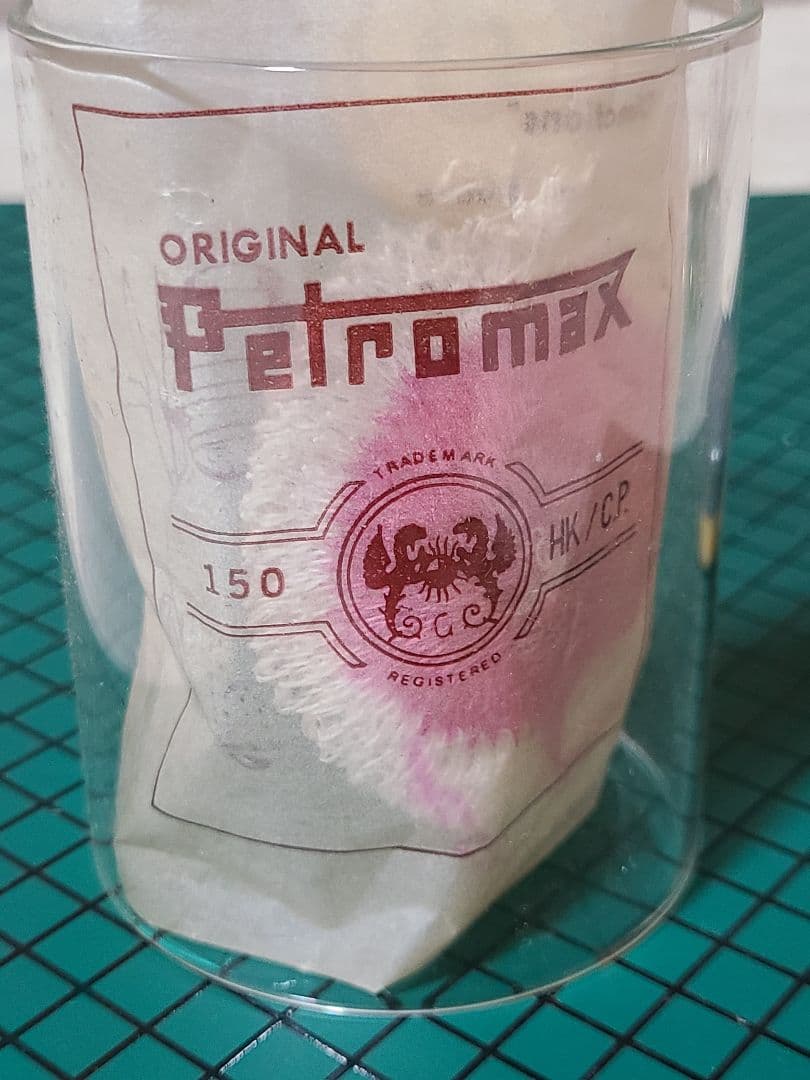 ORIGINAL
Petromax
TRADEMARK
150
HK/C.P.
REGISTERED